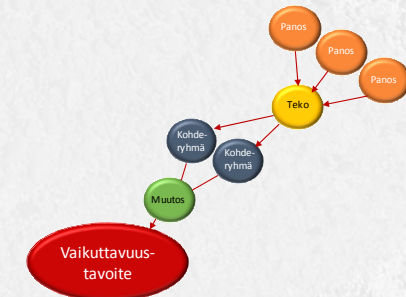 Panos
Panos
Panos
Teko
Kohde-
ryhmä
Kohde-
ryhmä
Muutos
Vaikuttavuus-
tavoite